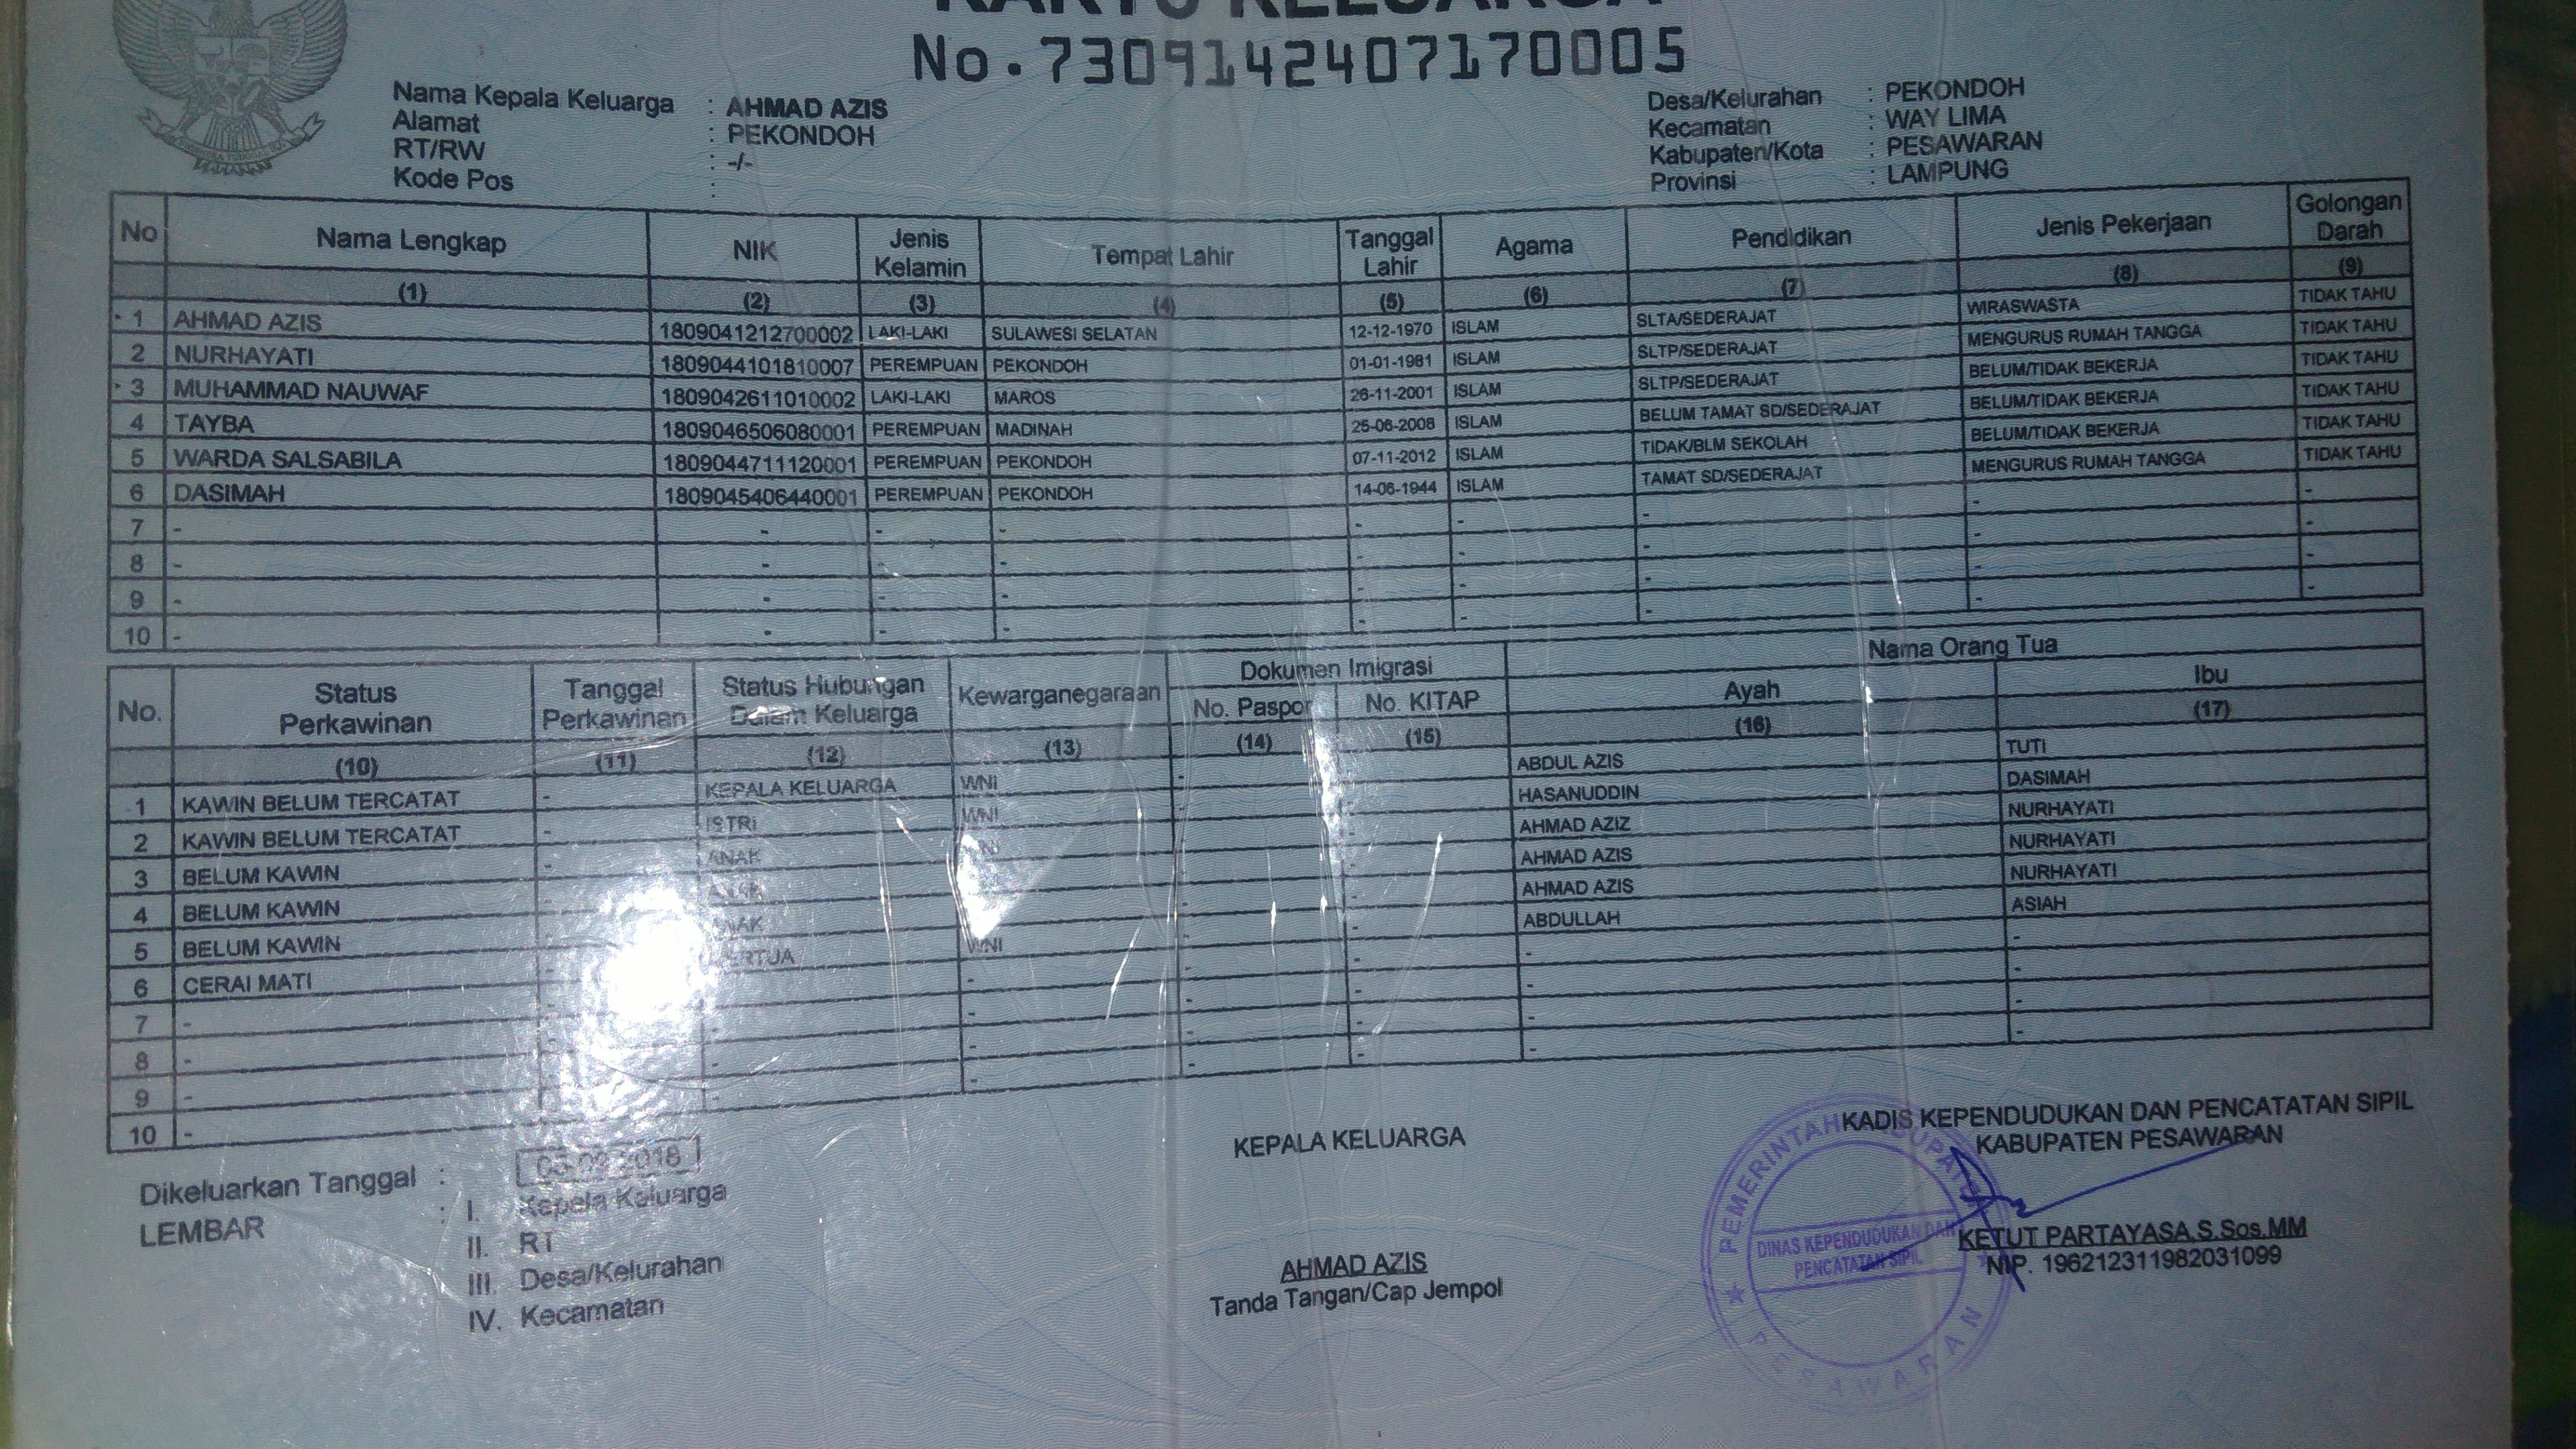 KARTU KELUARGA
No. 7309142407170005
Nama Kepala Keluarga : AHMAD AZIS
Alamat : PEKONDOH
RT/RW : -/-
Kode Pos :
Desa/Kelurahan : PEKONDOH
Kecamatan : WAY LIMA
Kabupaten/Kota : PESAWARAN
Provinsi : LAMPUNG
No Nama Lengkap NIK Jenis Kelamin Tempat Lahir Tanggal Lahir Agama Pendidikan Jenis Pekerjaan Golongan Darah
(1) (2) (3) (4) (5) (6) (7) (8) (9)
1 AHMAD AZIS 1809041212700002 LAKI-LAKI SULAWESI SELATAN 12-12-1970 ISLAM SLTA/SEDERAJAT WIRASWASTA TIDAK TAHU
2 NURHAYATI 1809044101810007 PEREMPUAN PEKONDOH 01-01-1981 ISLAM SLTP/SEDERAJAT MENGURUS RUMAH TANGGA TIDAK TAHU
3 MUHAMMAD NAUWAF 1809042611010002 LAKI-LAKI MAROS 26-11-2001 ISLAM SLTP/SEDERAJAT BELUM/TIDAK BEKERJA TIDAK TAHU
4 TAYBA 1809046506080001 PEREMPUAN MADINAH 25-06-2008 ISLAM BELUM TAMAT SD/SEDERAJAT BELUM/TIDAK BEKERJA TIDAK TAHU
5 WARDA SALSABILA 1809044711120001 PEREMPUAN PEKONDOH 07-11-2012 ISLAM TIDAK/BLM SEKOLAH BELUM/TIDAK BEKERJA TIDAK TAHU
6 DASIMAH 1809045406440001 PEREMPUAN PEKONDOH 14-06-1944 ISLAM TAMAT SD/SEDERAJAT MENGURUS RUMAH TANGGA TIDAK TAHU
7 - - - - - - - - -
8 - - - - - - - - -
9 - - - - - - - - -
10 - - - - - - - - -
No. Status Perkawinan Tanggal Perkawinan Status Hubungan Dalam Keluarga Kewarganegaraan Dokumen Imigrasi Nama Orang Tua
No. Paspor No. KITAP Ayah Ibu
(10) (11) (12) (13) (14) (15) (16) (17)
1 KAWIN BELUM TERCATAT - KEPALA KELUARGA WNI - - ABDUL AZIS TUTI
2 KAWIN BELUM TERCATAT - ISTRI WNI - - HASANUDDIN DASIMAH
3 BELUM KAWIN - ANAK - - AHMAD AZIZ NURHAYATI
4 BELUM KAWIN - - AHMAD AZIS NURHAYATI
5 BELUM KAWIN - - AHMAD AZIS NURHAYATI
6 CERAI MATI WNI - - ABDULLAH ASIAH
7 - - - - - - - -
8 - - - - - - - -
9 - - - - - - - -
10 - - - - - - - -
Dikeluarkan Tanggal :
LEMBAR : I. Kepala Keluarga
II. RT
III. Desa/Kelurahan
IV. Kecamatan
KEPALA KELUARGA
AHMAD AZIS
Tanda Tangan/Cap Jempol
KADIS KEPENDUDUKAN DAN PENCATATAN SIPIL
KABUPATEN PESAWARAN
PEMERINTAH KABUPATEN
DINAS KEPENDUDUKAN DAN
PENCATATAN SIPIL
PESAWARAN
KETUT PARTAYASA.S.Sos.MM
NIP. 196212311982031099